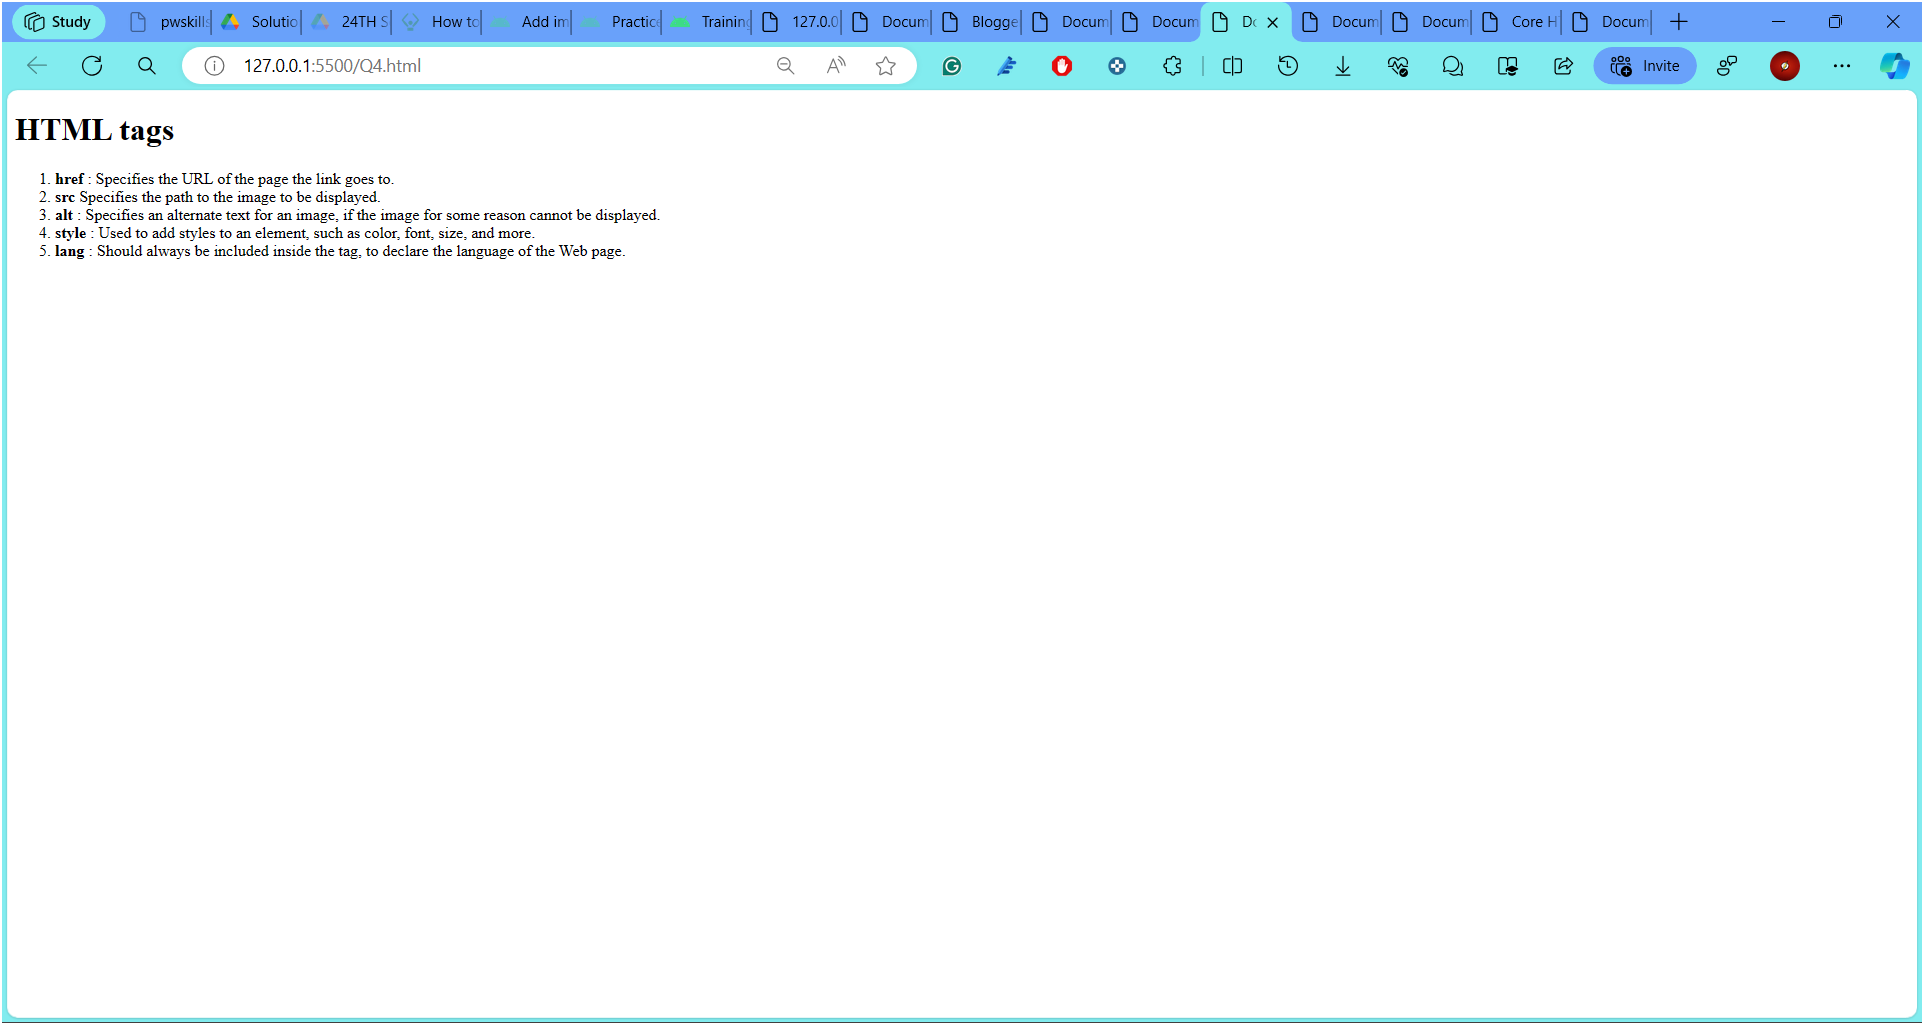 Study
pwskills
Solutio
24TH S
How to
Add im
Practice
Training
127.0.0
Docum
Blogge
Docum
Docum
Do
Docum
Docum
Core H
Docum
127.0.0.1:5500/Q4.html
Invite
HTML tags
1. href : Specifies the URL of the page the link goes to.
2. src Specifies the path to the image to be displayed.
3. alt : Specifies an alternate text for an image, if the image for some reason cannot be displayed.
4. style : Used to add styles to an element, such as color, font, size, and more.
5. lang : Should always be included inside the tag, to declare the language of the Web page.